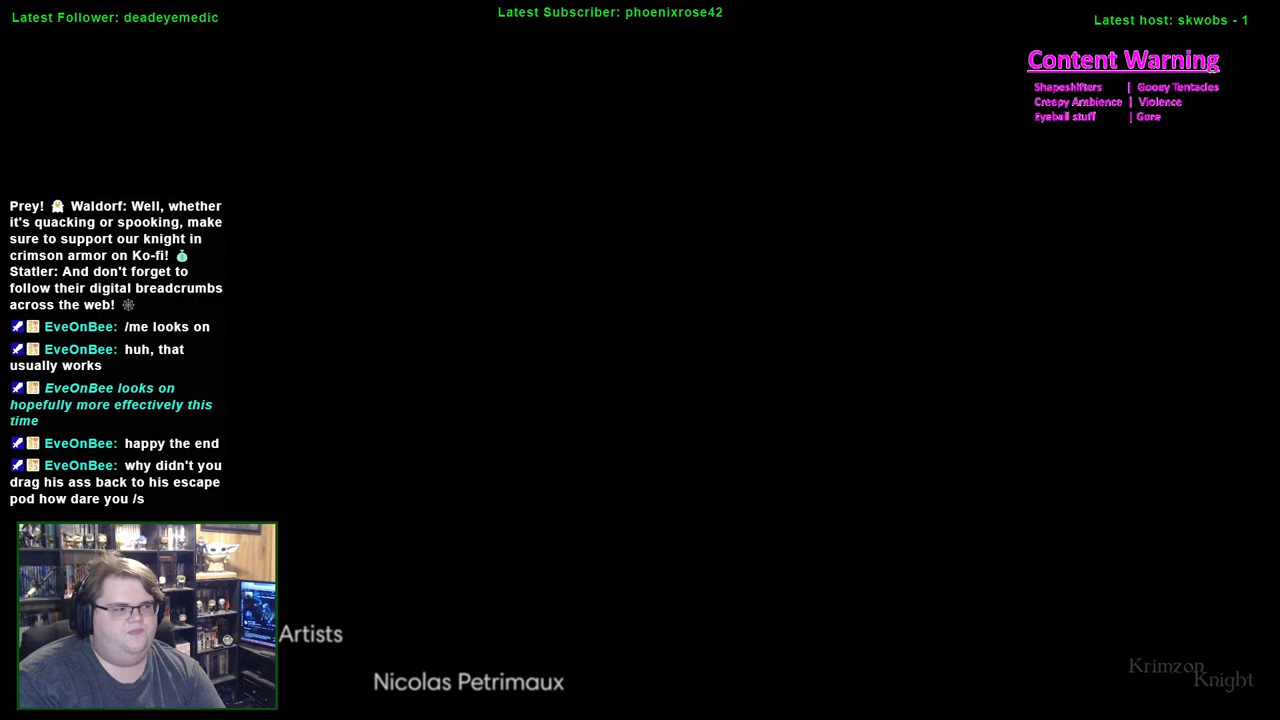 Latest Follower: deadeyemedic
Latest Subscriber: phoenixrose42
Latest host: skwobs - 1
Content Warning
Shapeshifters | Gooey Tentacles
Creepy Ambience | Violence
Eyeball stuff | Gore
Prey! 👻 Waldorf: Well, whether
it's quacking or spooking, make
sure to support our knight in
crimson armor on Ko-fi! 💰
Statler: And don't forget to
follow their digital breadcrumbs
across the web! 🕸
EveOnBee: /me looks on
EveOnBee: huh, that
usually works
EveOnBee looks on
hopefully more effectively this
time
EveOnBee: happy the end
EveOnBee: why didn't you
drag his ass back to his escape
pod how dare you /s
Artists
Nicolas Petrimaux
Krimzon
Knight